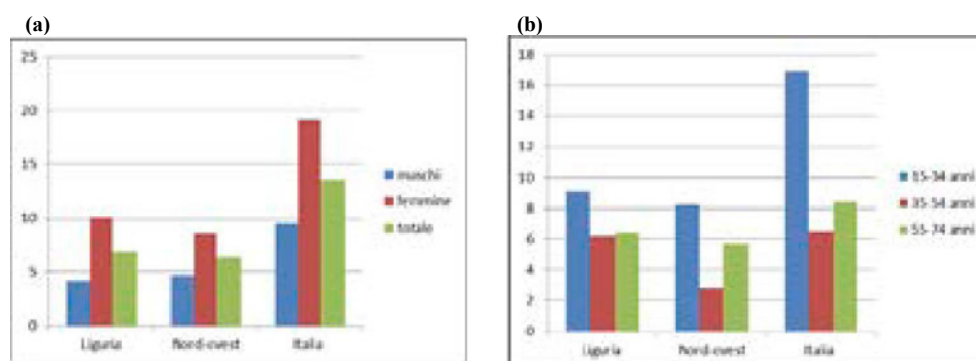 (a)
25
20
15
10
5
0
Liguria Nord-ovest Italia
maschi
femmine
totale
(b)
18
16
14
12
10
8
6
4
2
0
Liguria Nord-ovest Italia
15-34 anni
35-54 anni
55-74 anni